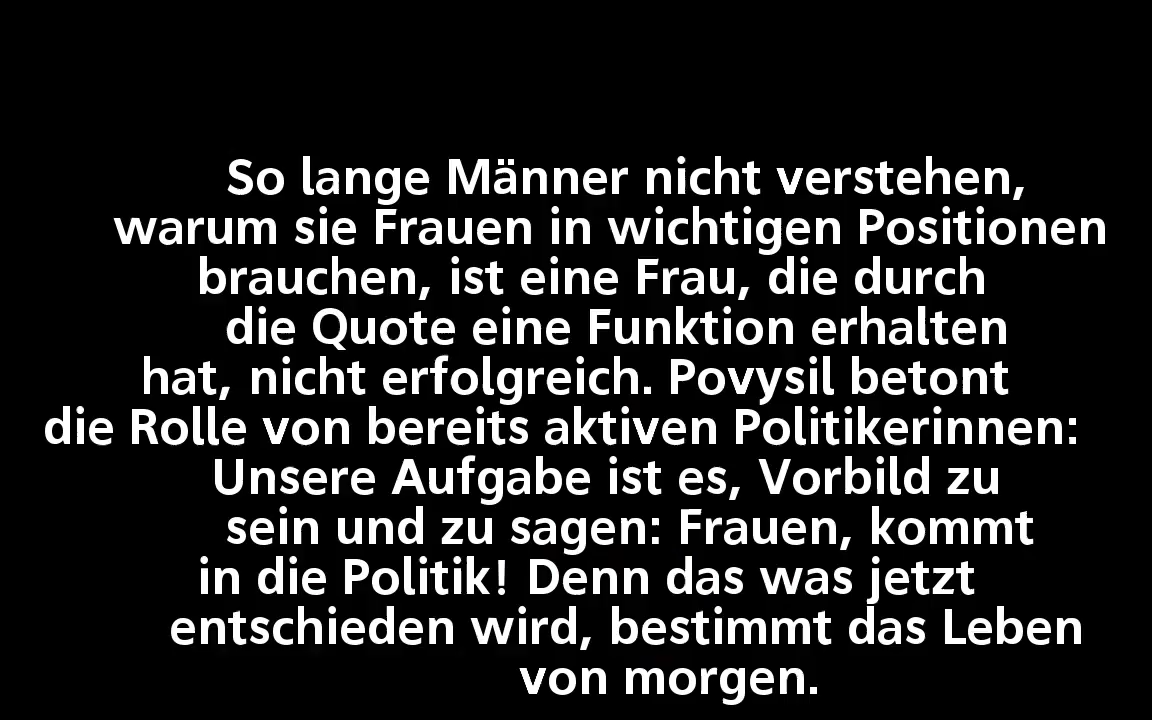 So lange Männer nicht verstehen,
warum sie Frauen in wichtigen Positionen
brauchen, ist eine Frau, die durch
die Quote eine Funktion erhalten
hat, nicht erfolgreich. Povysil betont
die Rolle von bereits aktiven Politikerinnen:
Unsere Aufgabe ist es, Vorbild zu
sein und zu sagen: Frauen, kommt
in die Politik! Denn das was jetzt
entschieden wird, bestimmt das Leben
von morgen.